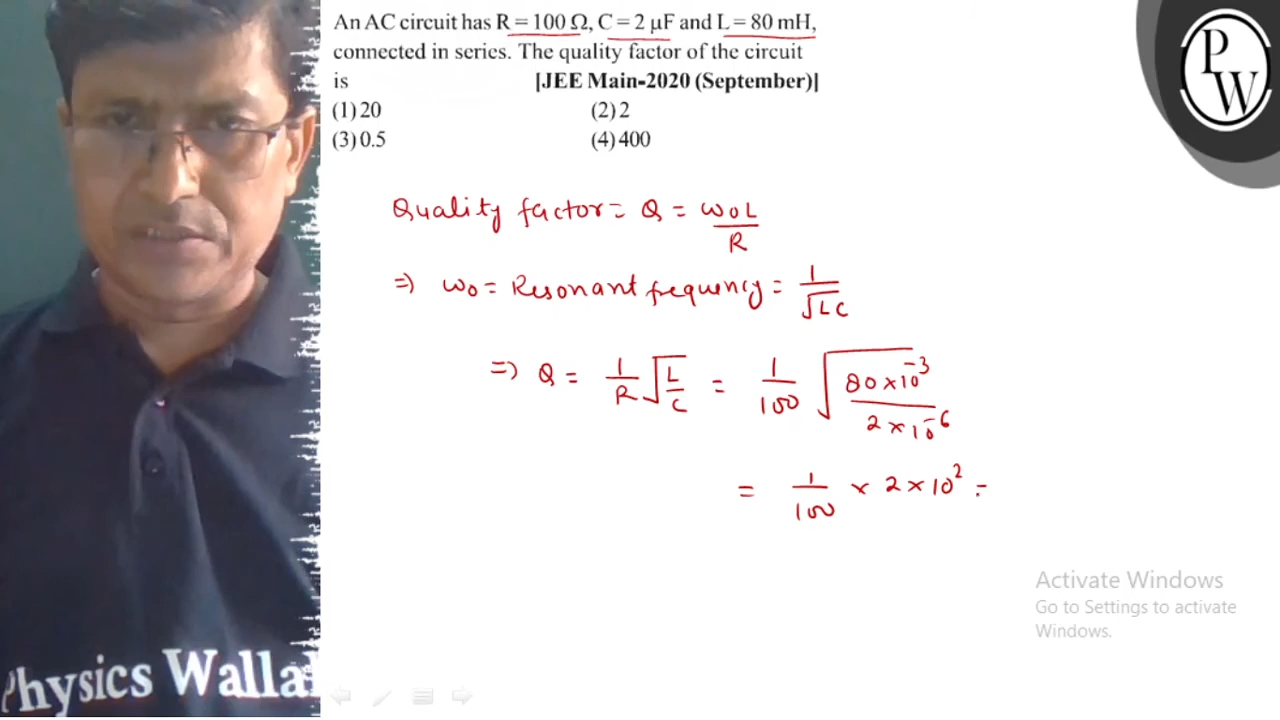 An AC circuit has R = 100 Ω, C = 2 μF and L = 80 mH,
connected in series. The quality factor of the circuit
is [JEE Main-2020 (September)]
(1) 20 (2) 2
(3) 0.5 (4) 400
Quality factor = Q = ω₀L / R
⇒ ω₀ = Resonant fequency = 1 / √LC
⇒ Q = 1/R √(L/C) = 1/100 √(80 × 10⁻³ / 2 × 10⁻⁶)
= 1/100 × 2 × 10² =
PW
Activate Windows
Go to Settings to activate
Windows.
Physics Walla